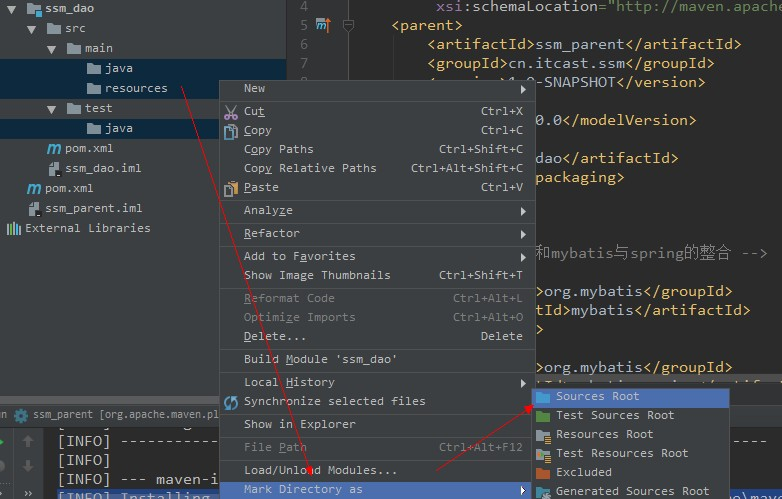 ssm_dao
src
main
java
resources
test
java
pom.xml
ssm_dao.iml
pom.xml
ssm_parent.iml
External Libraries
4 xsi:schemaLocation="http://maven.apache
5 <parent>
6 <artifactId>ssm_parent</artifactId>
7 <groupId>cn.itcast.ssm</groupId>
-SNAPSHOT</version>
0.0</modelVersion>
dao</artifactId>
packaging>
和mybatis与spring的整合 -->
>org.mybatis</groupId>
tId>mybatis</artifactId>
>
>org.mybatis</groupId>
New
Cut Ctrl+X
Copy Ctrl+C
Copy Paths Ctrl+Shift+C
Copy Relative Paths Ctrl+Alt+Shift+C
Paste Ctrl+V
Analyze
Refactor
Add to Favorites
Show Image Thumbnails Ctrl+Shift+T
Reformat Code Ctrl+Alt+L
Optimize Imports Ctrl+Alt+O
Delete... Delete
Build Module 'ssm_dao'
Local History
Synchronize selected files
Show in Explorer
File Path Ctrl+Alt+F12
Load/Unload Modules...
Mark Directory as
Sources Root
Test Sources Root
Resources Root
Test Resources Root
Excluded
Generated Sources Root
ssm_parent [org.apache.maven.pl
[INFO] ---
[INFO]
[INFO] --- maven-i
[INFO] Installing